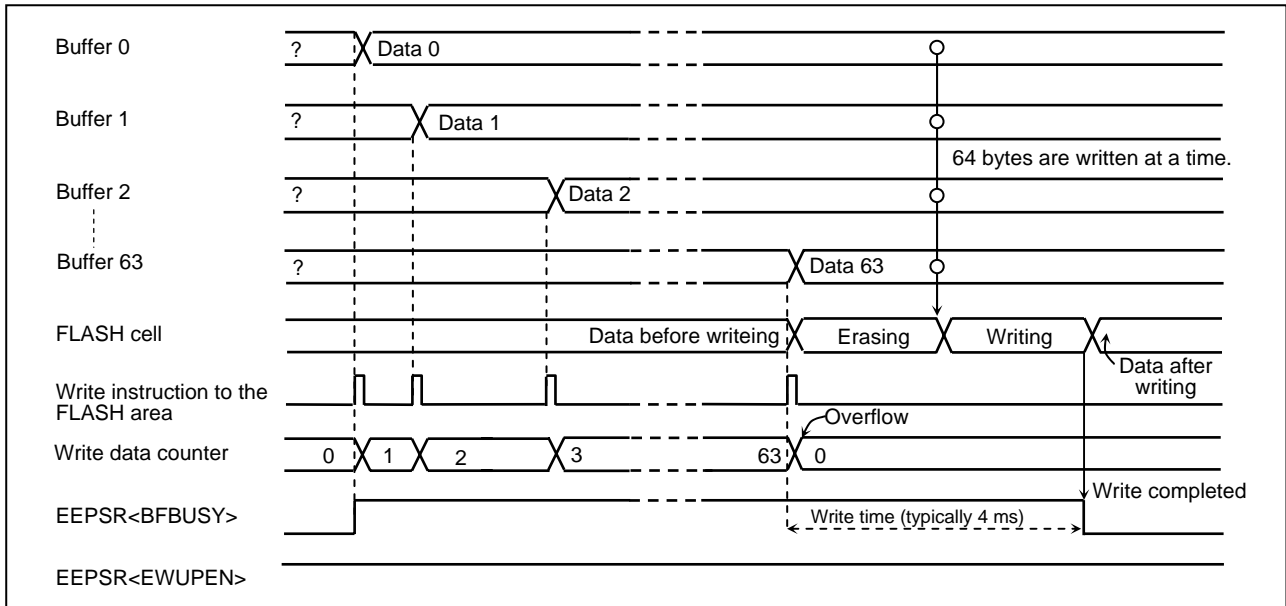 Buffer 0
? Data 0
Buffer 1
? Data 1
64 bytes are written at a time.
Buffer 2
? Data 2
Buffer 63
? Data 63
FLASH cell
Data before writeing Erasing Writing
Data after
writing
Write instruction to the
FLASH area
Overflow
Write data counter
0 1 2 3 63 0
Write completed
EEPSR<BFBUSY>
Write time (typically 4 ms)
EEPSR<EWUPEN>